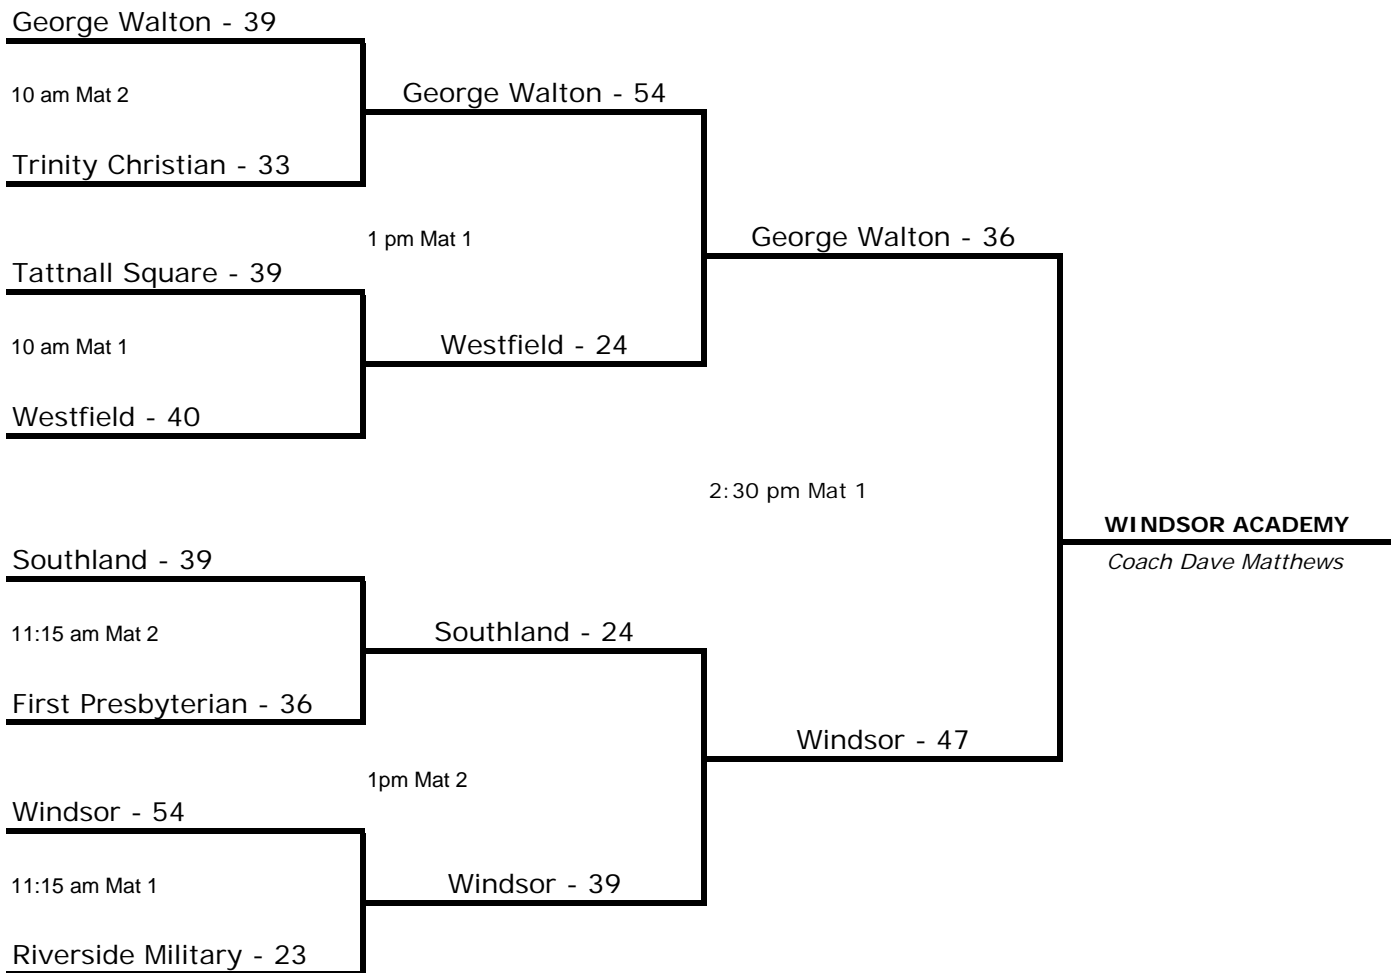 George Walton - 39
10 am Mat 2
George Walton - 54
Trinity Christian - 33
1 pm Mat 1
George Walton - 36
Tattnall Square - 39
10 am Mat 1
Westfield - 24
Westfield - 40
2:30 pm Mat 1
WINDSOR ACADEMY
Coach Dave Matthews
Southland - 39
11:15 am Mat 2
Southland - 24
First Presbyterian - 36
Windsor - 47
1pm Mat 2
Windsor - 54
11:15 am Mat 1
Windsor - 39
Riverside Military - 23